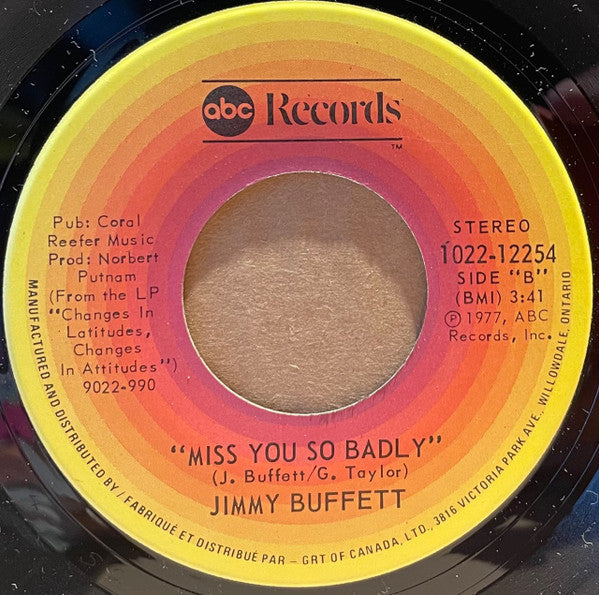 abc Records
TM
Pub: Coral
Reefer Music
Prod: Norbert
Putnam
(From the LP
"Changes In
Latitudes,
Changes
In Attitudes")
9022-990
STEREO
1022-12254
SIDE "B"
(BMI) 3:41
Ⓟ 1977, ABC
Records, Inc.
"MISS YOU SO BADLY"
(J. Buffett/G. Taylor)
JIMMY BUFFETT
MANUFACTURED AND DISTRIBUTED BY / FABRIQUÉ ET DISTRIBUÉ PAR – GRT OF CANADA, LTD., 3816 VICTORIA PARK AVE., WILLOWDALE, ONTARIO